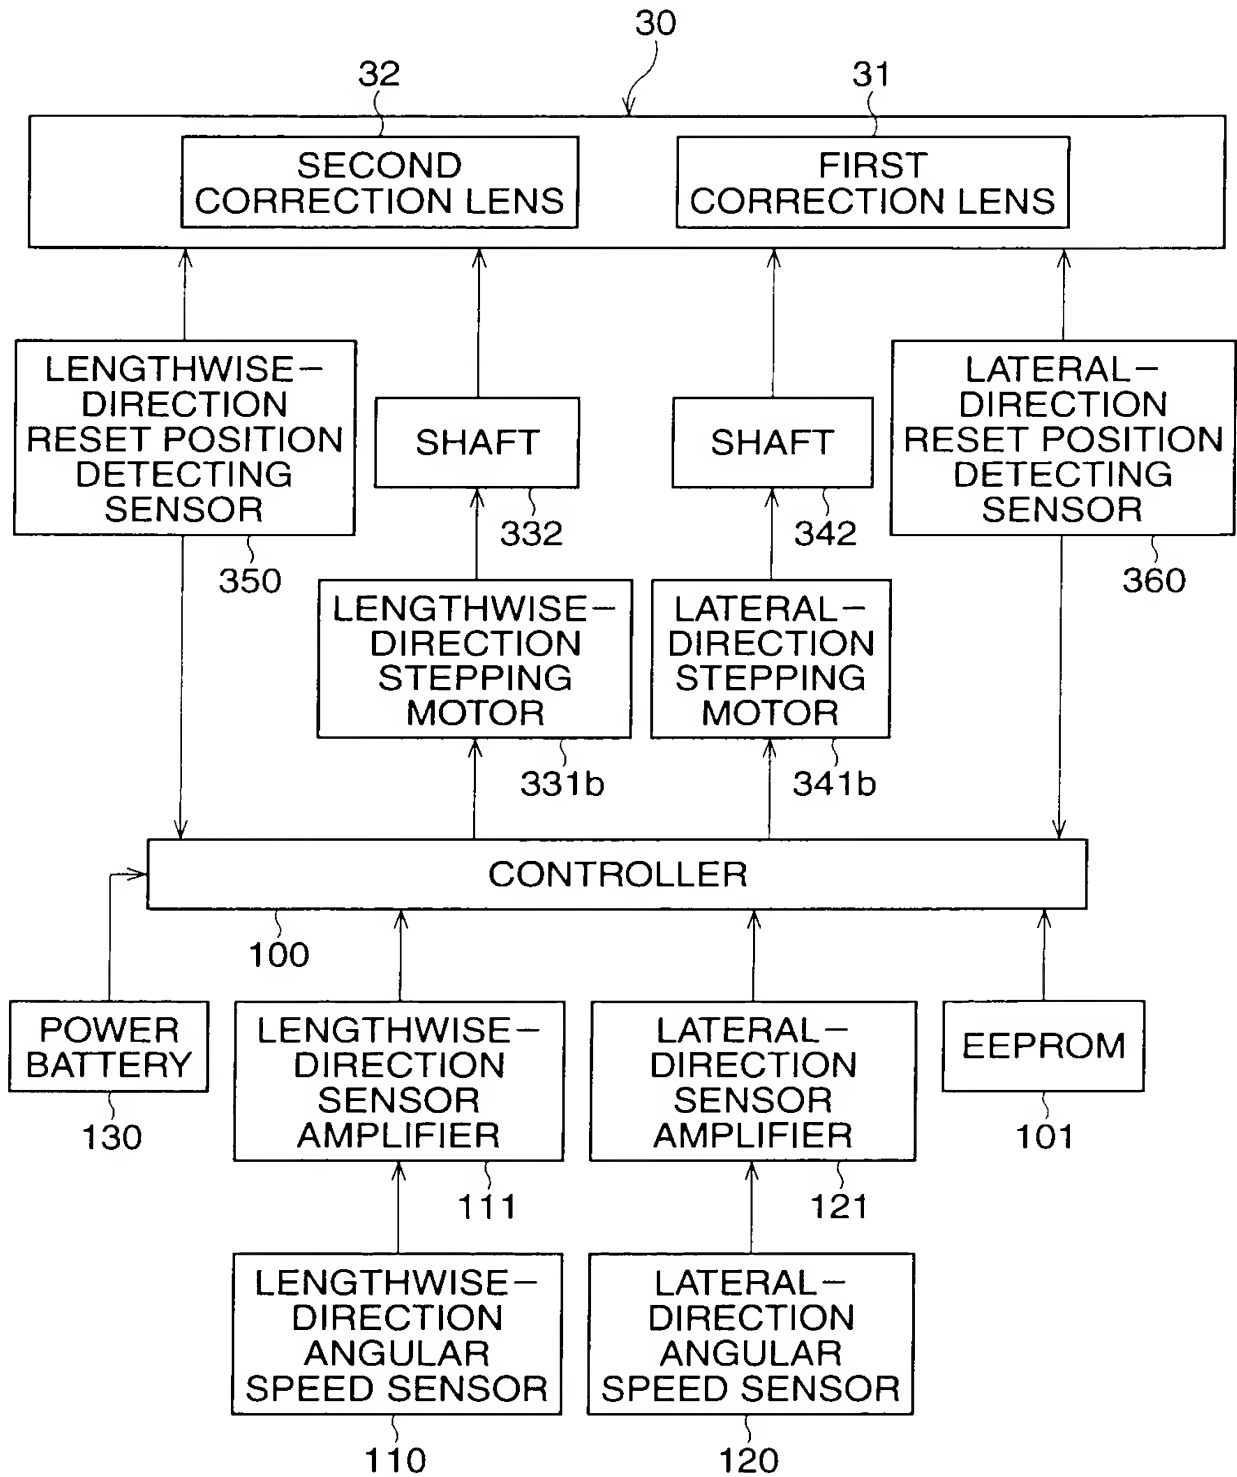 30
32
31
SECOND
CORRECTION LENS
FIRST
CORRECTION LENS
LENGTHWISE-
DIRECTION
RESET POSITION
DETECTING
SENSOR
350
SHAFT
332
SHAFT
342
LATERAL-
DIRECTION
RESET POSITION
DETECTING
SENSOR
360
LENGTHWISE-
DIRECTION
STEPPING
MOTOR
331b
LATERAL-
DIRECTION
STEPPING
MOTOR
341b
CONTROLLER
100
POWER
BATTERY
130
LENGTHWISE-
DIRECTION
SENSOR
AMPLIFIER
111
LATERAL-
DIRECTION
SENSOR
AMPLIFIER
121
EEPROM
101
LENGTHWISE-
DIRECTION
ANGULAR
SPEED SENSOR
110
LATERAL-
DIRECTION
ANGULAR
SPEED SENSOR
120